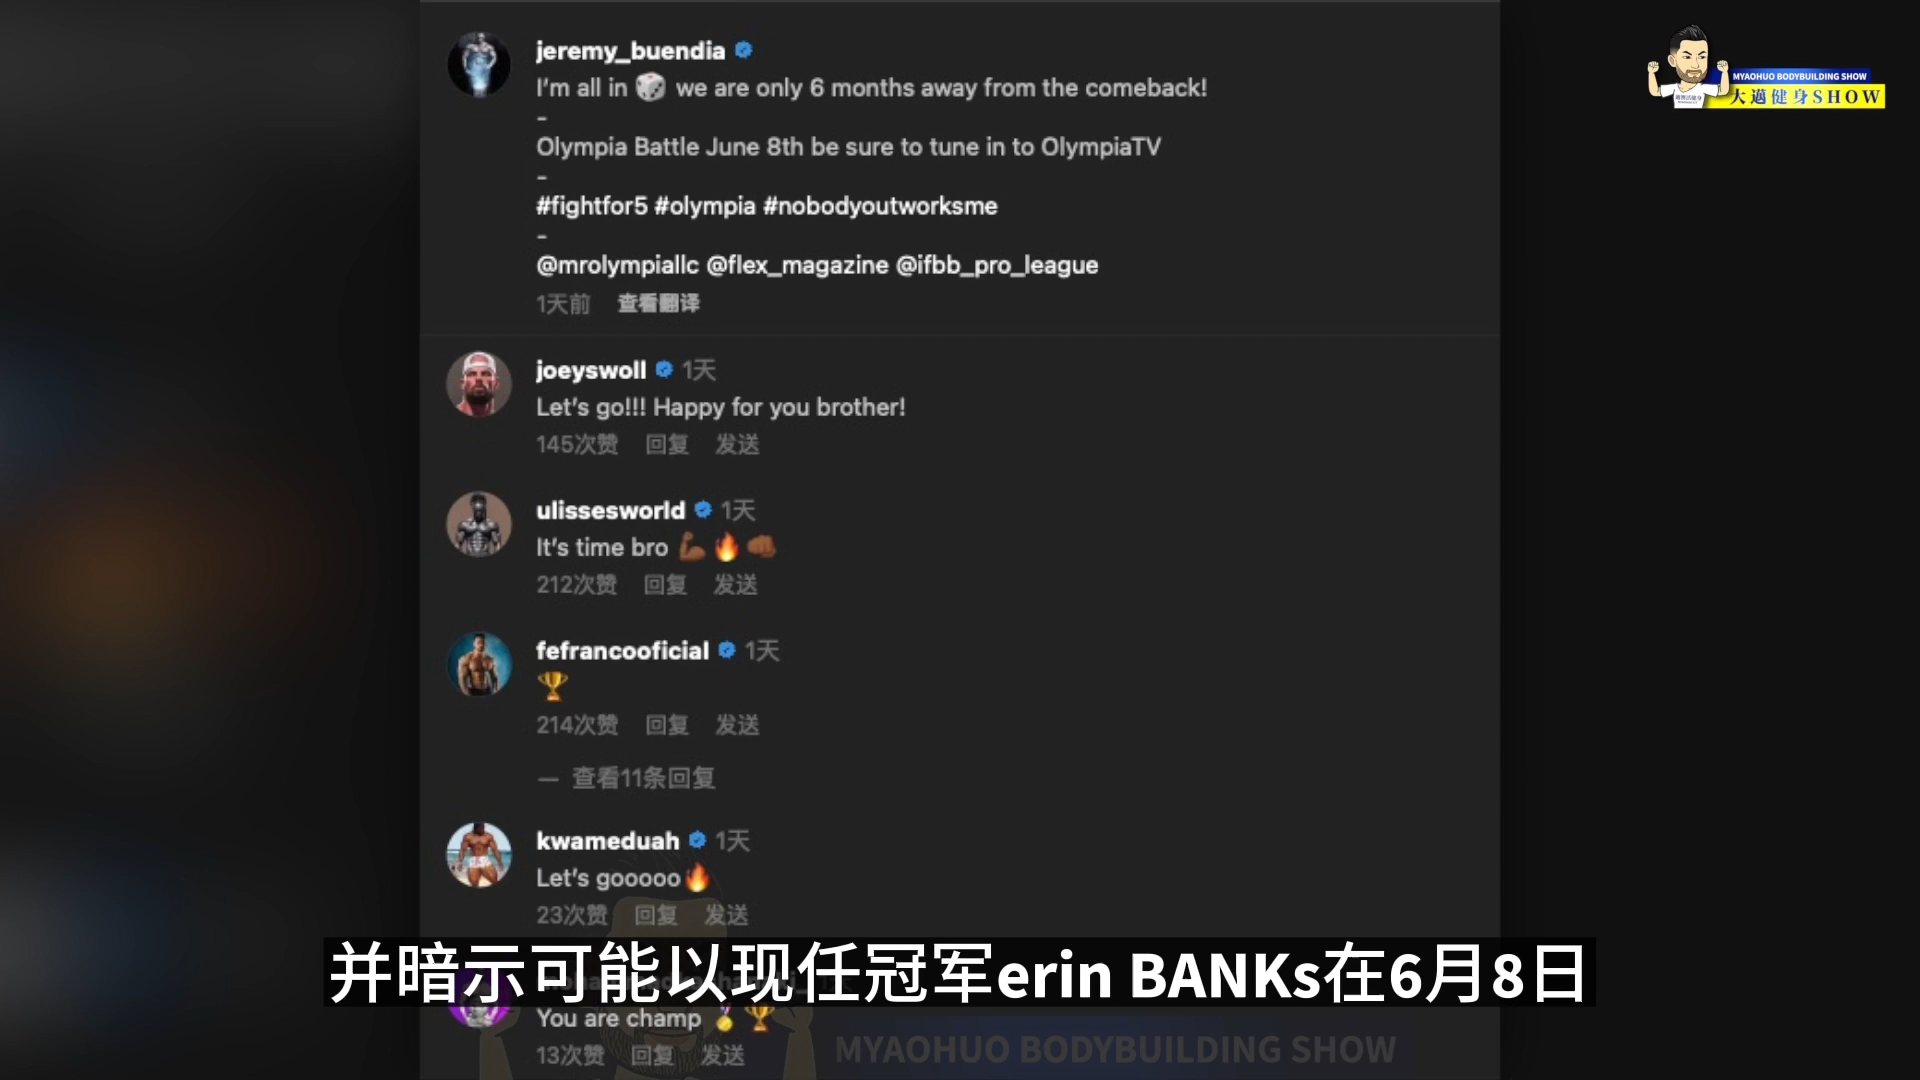 jeremy_buendia
I'm all in 🎲 we are only 6 months away from the comeback!
-
Olympia Battle June 8th be sure to tune in to OlympiaTV
-
#fightfor5 #olympia #nobodyoutworksme
-
@mrolympiallc @flex_magazine @ifbb_pro_league
1天前 查看翻译
joeyswoll 1天
Let's go!!! Happy for you brother!
145次赞 回复 发送
ulissesworld 1天
It's time bro 💪🏾🔥👊🏾
212次赞 回复 发送
fefrancooficial 1天
🏆
214次赞 回复 发送
— 查看11条回复
kwameduah 1天
Let's gooooo🔥
23次赞 回复 发送
You are champ 🏅🏆
13次赞 回复 发送
并暗示可能以现任冠军erin BANKs在6月8日
MYAOHUO BODYBUILDING SHOW
MYAOHUO BODYBUILDING SHOW
大邁健身SHOW